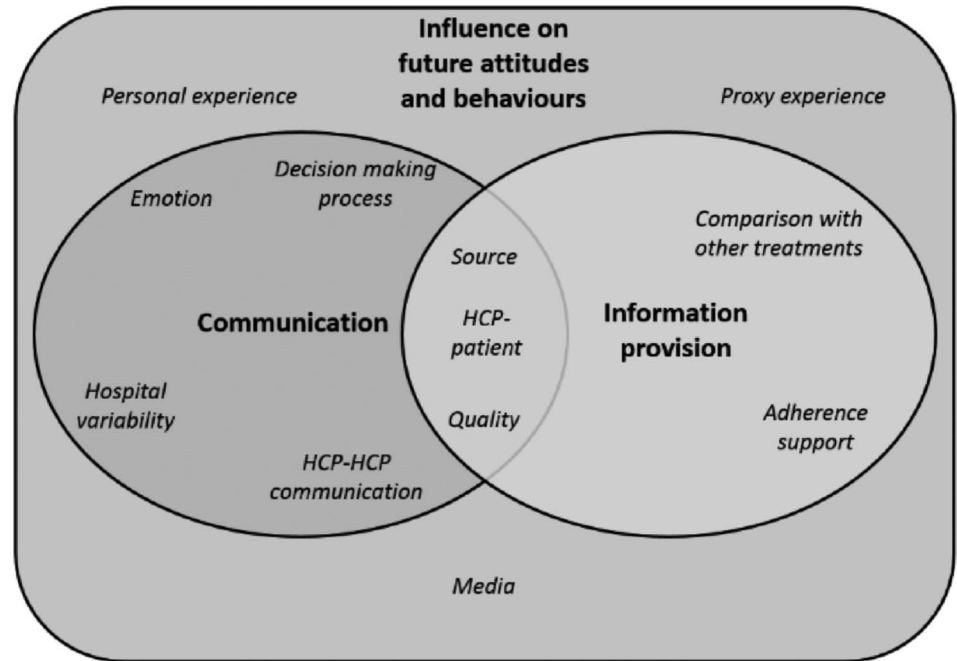 Influence on
future attitudes
and behaviours
Personal experience
Proxy experience
Decision making
process
Emotion
Comparison with
other treatments
Source
Communication
HCP-
patient
Information
provision
Hospital
variability
Quality
Adherence
support
HCP-HCP
communication
Media